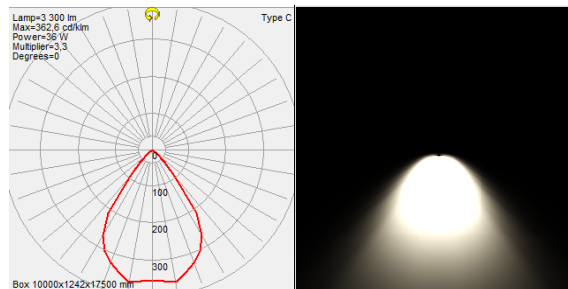 Lamp=3 300 lm
Type C
Max=362,6 cd/klm
Power=36 W
Multiplier=3,3
Degrees=0
0
100
200
300
Box 10000x1242x17500 mm